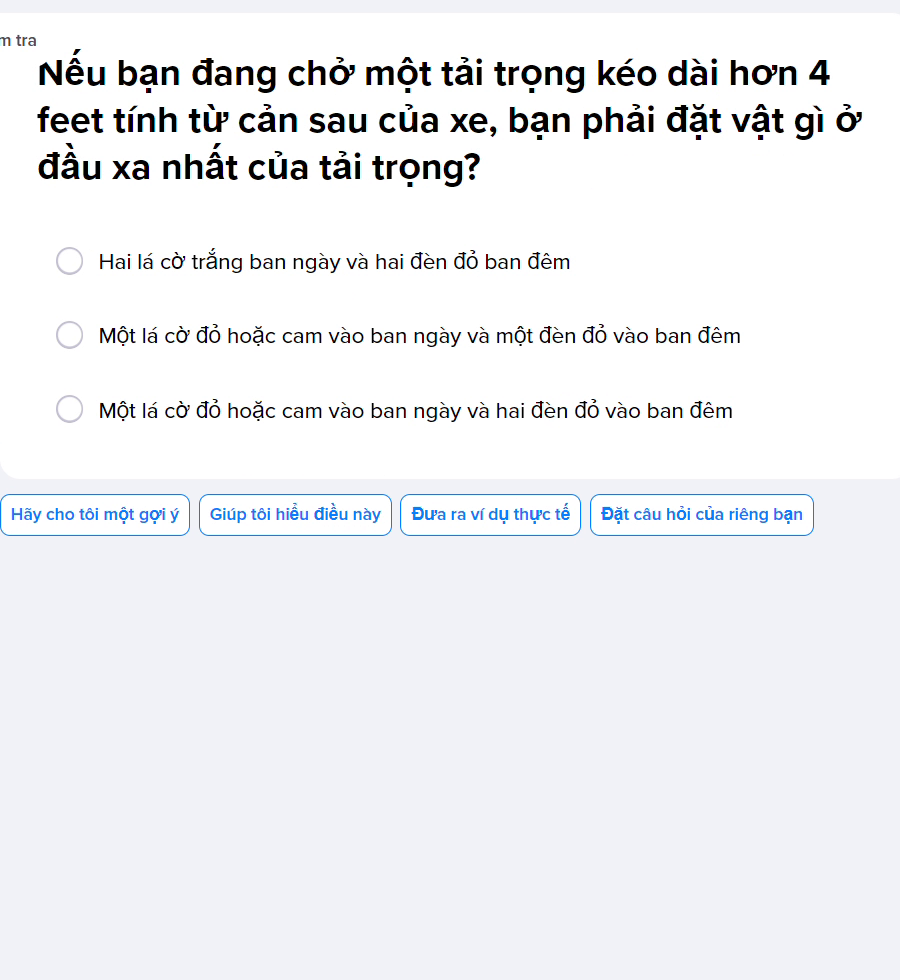 m tra
Nếu bạn đang chở một tải trọng kéo dài hơn 4
feet tính từ cản sau của xe, bạn phải đặt vật gì ở
đầu xa nhất của tải trọng?
Hai lá cờ trắng ban ngày và hai đèn đỏ ban đêm
Một lá cờ đỏ hoặc cam vào ban ngày và một đèn đỏ vào ban đêm
Một lá cờ đỏ hoặc cam vào ban ngày và hai đèn đỏ vào ban đêm
Hãy cho tôi một gợi ý
Giúp tôi hiểu điều này
Đưa ra ví dụ thực tế
Đặt câu hỏi của riêng bạn